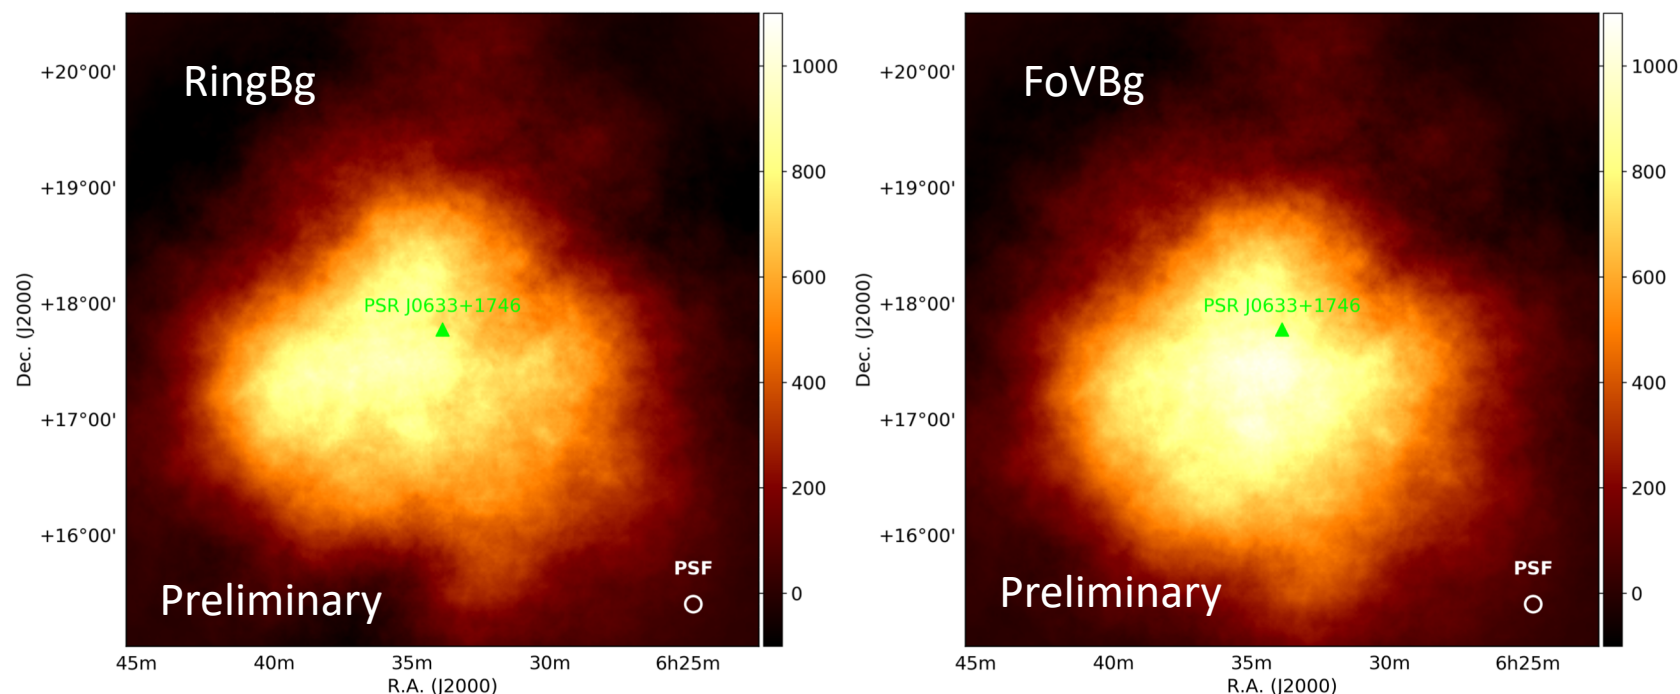 RingBg
+20°00'
+19°00'
+18°00'
+17°00'
+16°00'
Dec. (J2000)
PSR J0633+1746
Preliminary
PSF
45m 40m 35m 30m 6h25m
R.A. (J2000)
1000
800
600
400
200
0
FoVBg
+20°00'
+19°00'
+18°00'
+17°00'
+16°00'
Dec. (J2000)
PSR J0633+1746
Preliminary
PSF
45m 40m 35m 30m 6h25m
R.A. (J2000)
1000
800
600
400
200
0